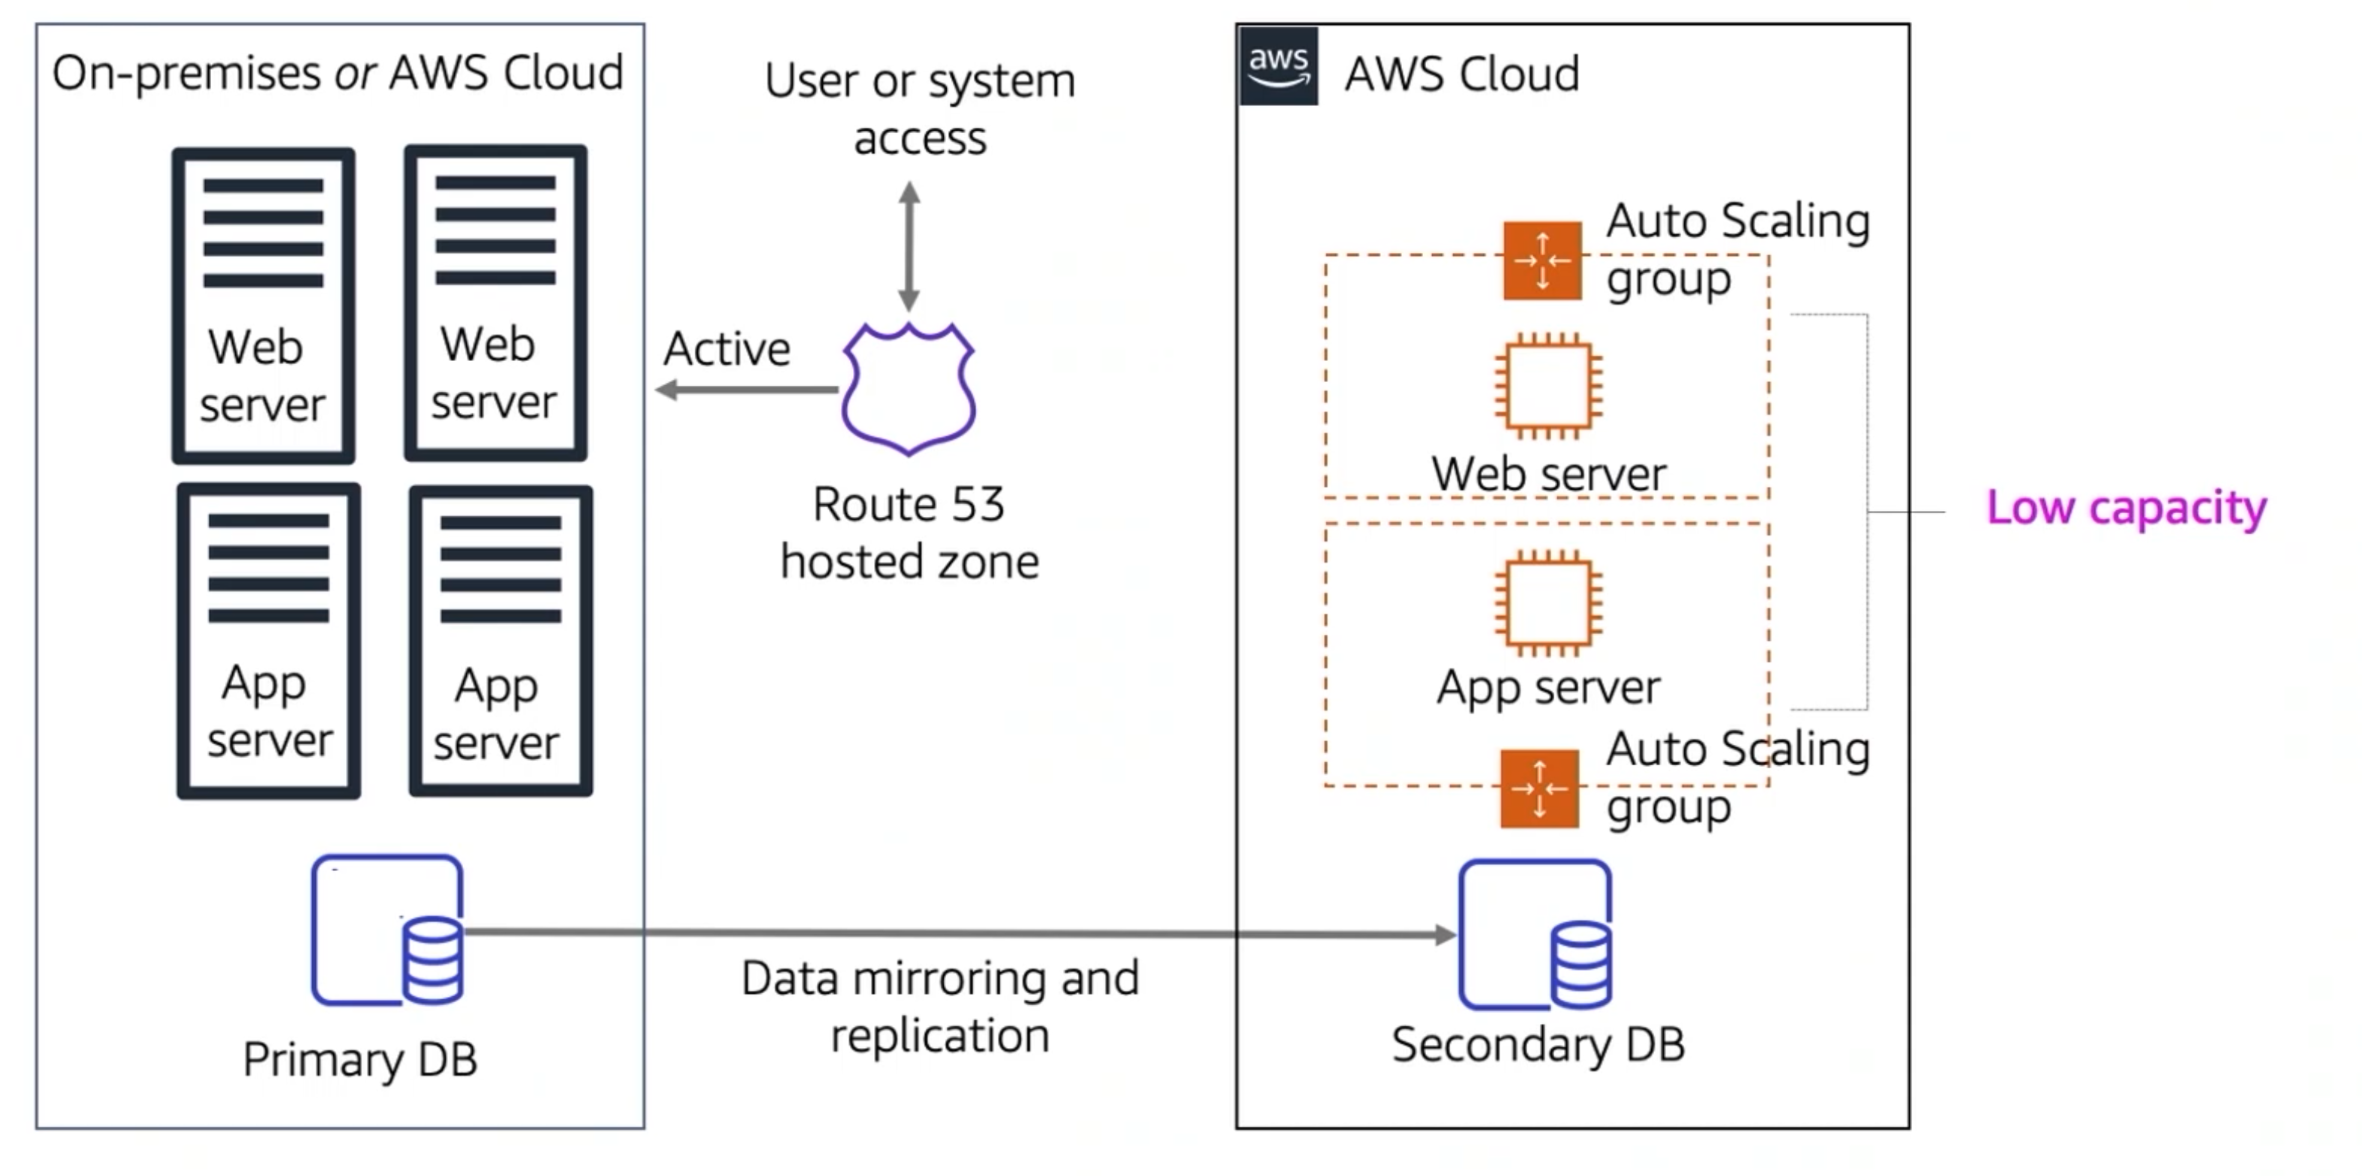 On-premises or AWS Cloud
Web
server
Web
server
App
server
App
server
Primary DB
User or system
access
Active
Route 53
hosted zone
Data mirroring and
replication
aws
AWS Cloud
Auto Scaling
group
Web server
App server
Auto Scaling
group
Secondary DB
Low capacity